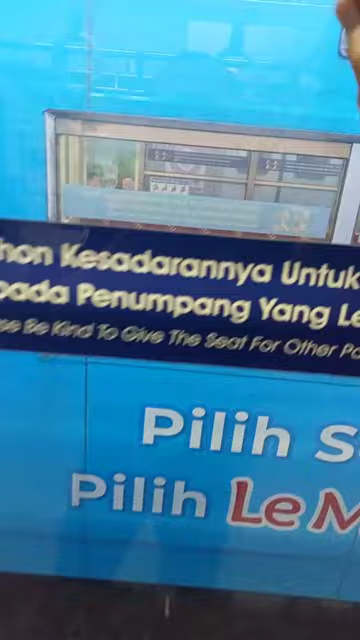 hon Kesadarannya Untuk
pada Penumpang Yang Le
se Be Kind To Give The Seat For Other Pa
Pilih S
Pilih LeM